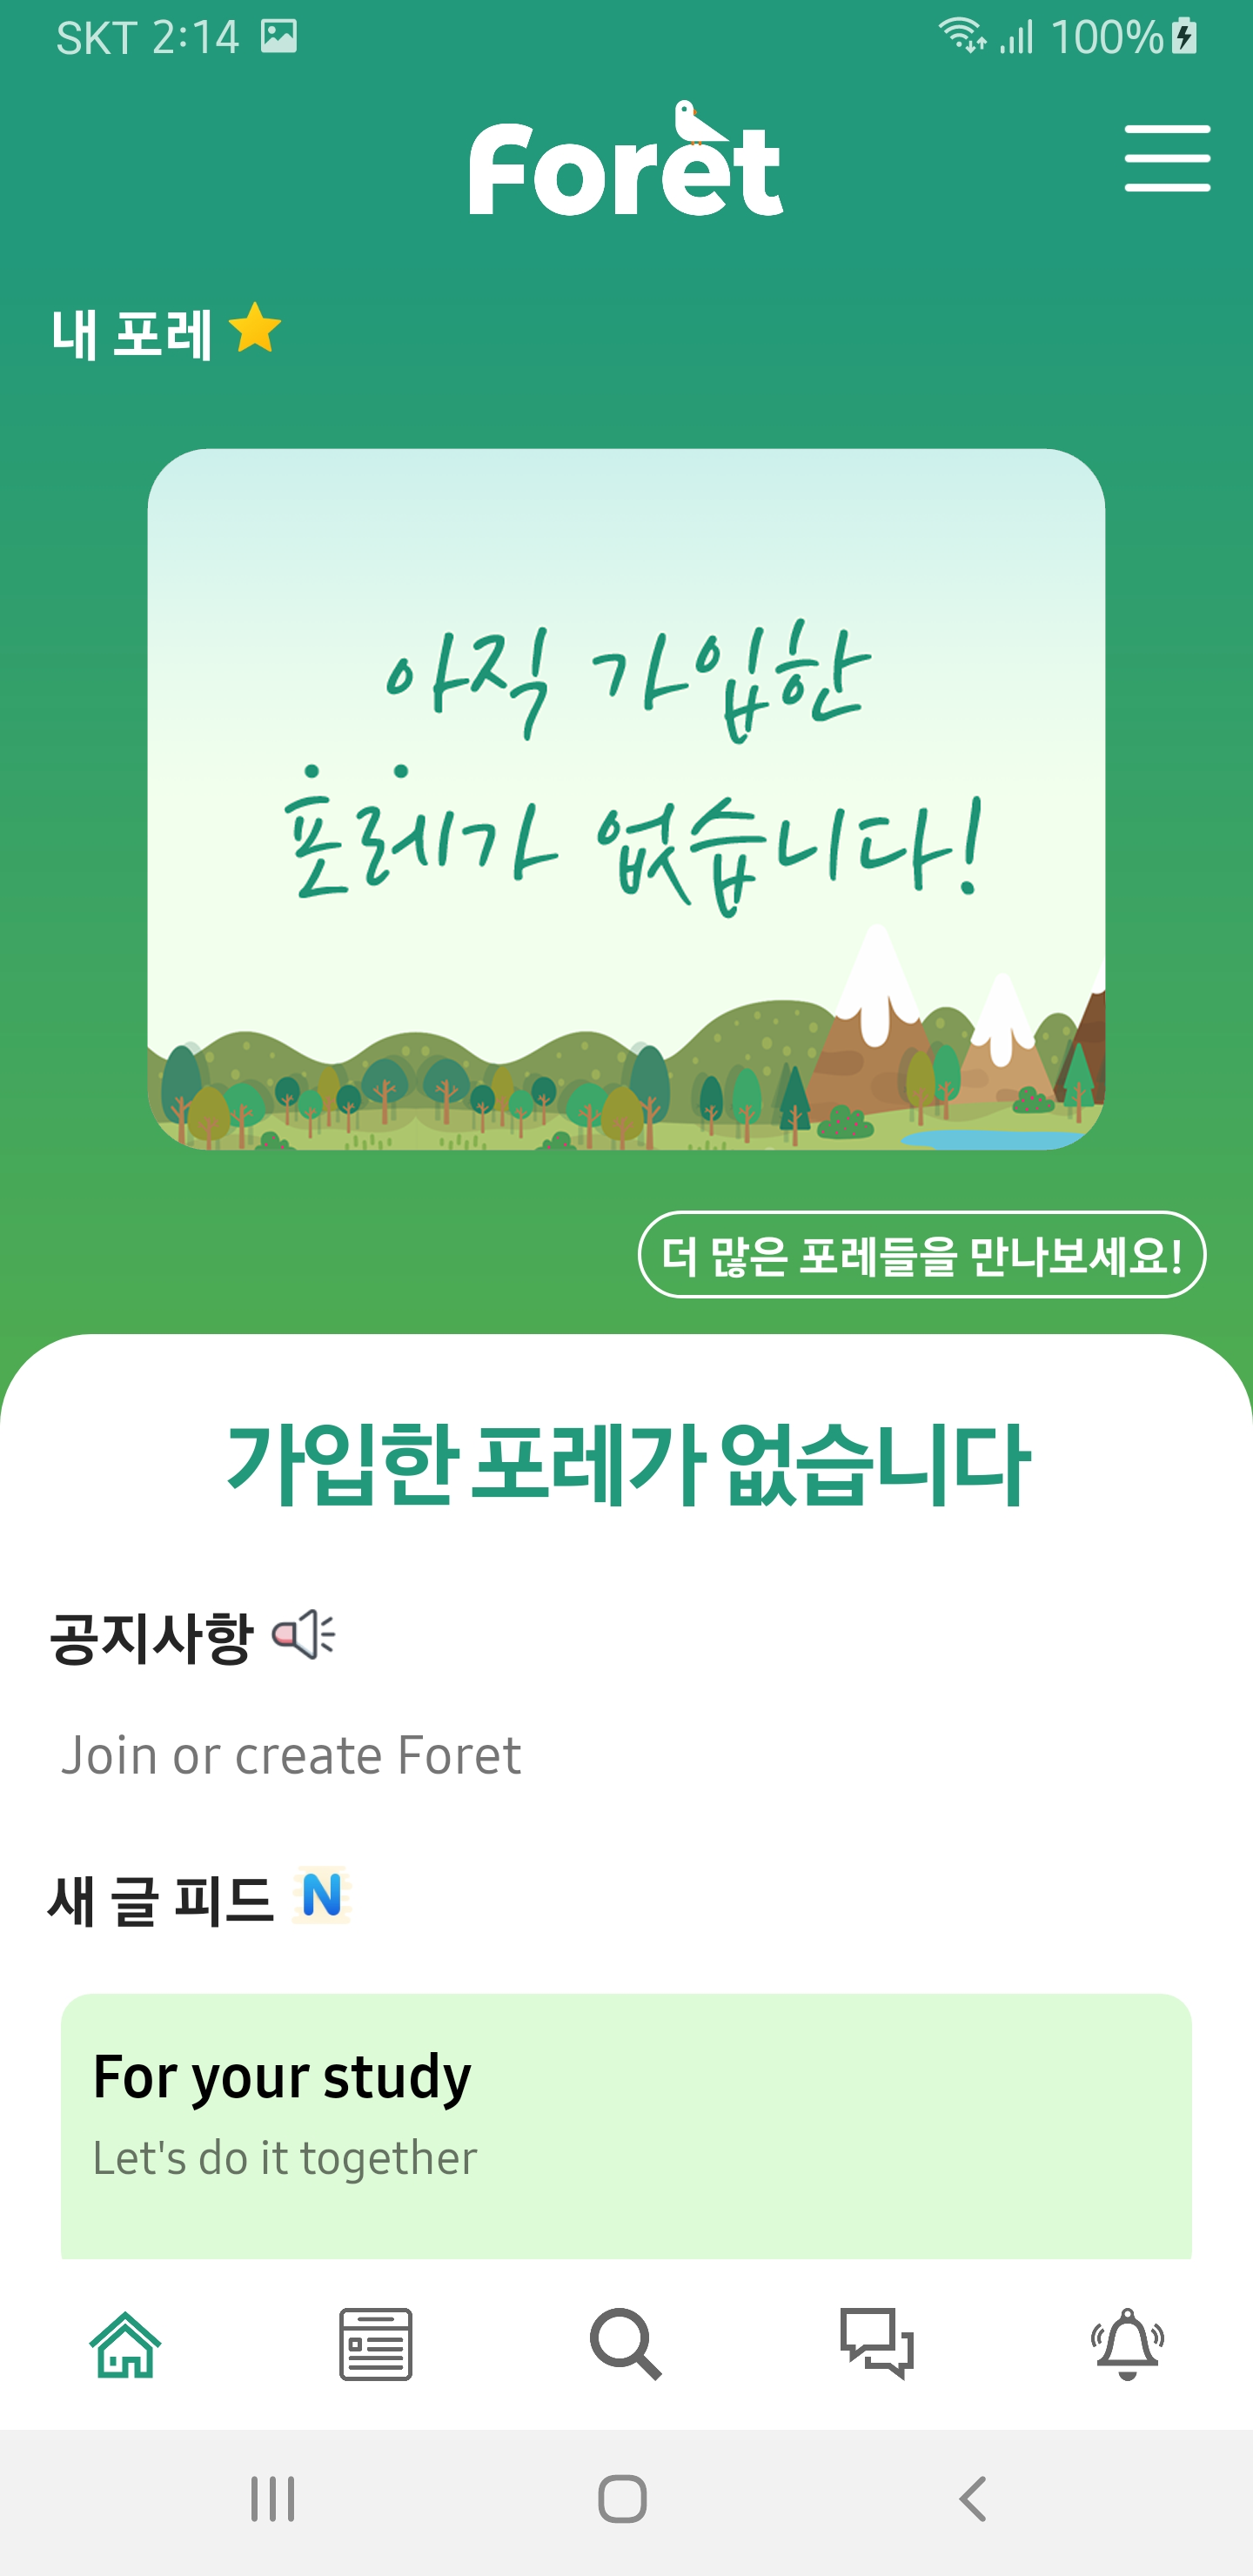 SKT 2:14
100%
Foret
내 포레
아직 가입한
포레가 없습니다!
더 많은 포레들을 만나보세요!
가입한 포레가 없습니다
공지사항
Join or create Foret
새 글 피드 N
For your study
Let's do it together